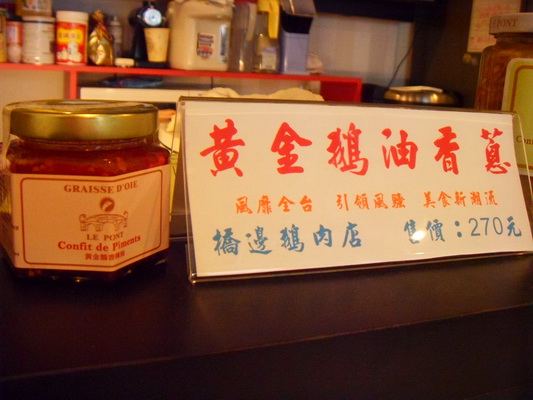 GRAISSE D'OIE
LE PONT
Confit de Piments
黃金鵝油香蔥
風靡全台 引領風騷 美食新潮流
橋邊鵝肉店 售價：270元